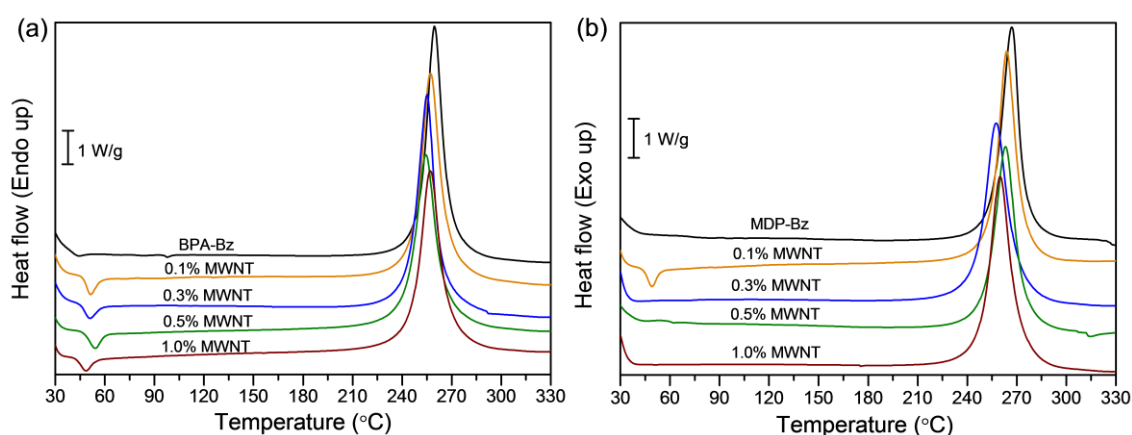 (a)
Heat flow (Endo up)
1 W/g
BPA-Bz
0.1% MWNT
0.3% MWNT
0.5% MWNT
1.0% MWNT
30 60 90 120 150 180 210 240 270 300 330
Temperature (°C)
(b)
Heat flow (Exo up)
1 W/g
MDP-Bz
0.1% MWNT
0.3% MWNT
0.5% MWNT
1.0% MWNT
30 60 90 120 150 180 210 240 270 300 330
Temperature (°C)